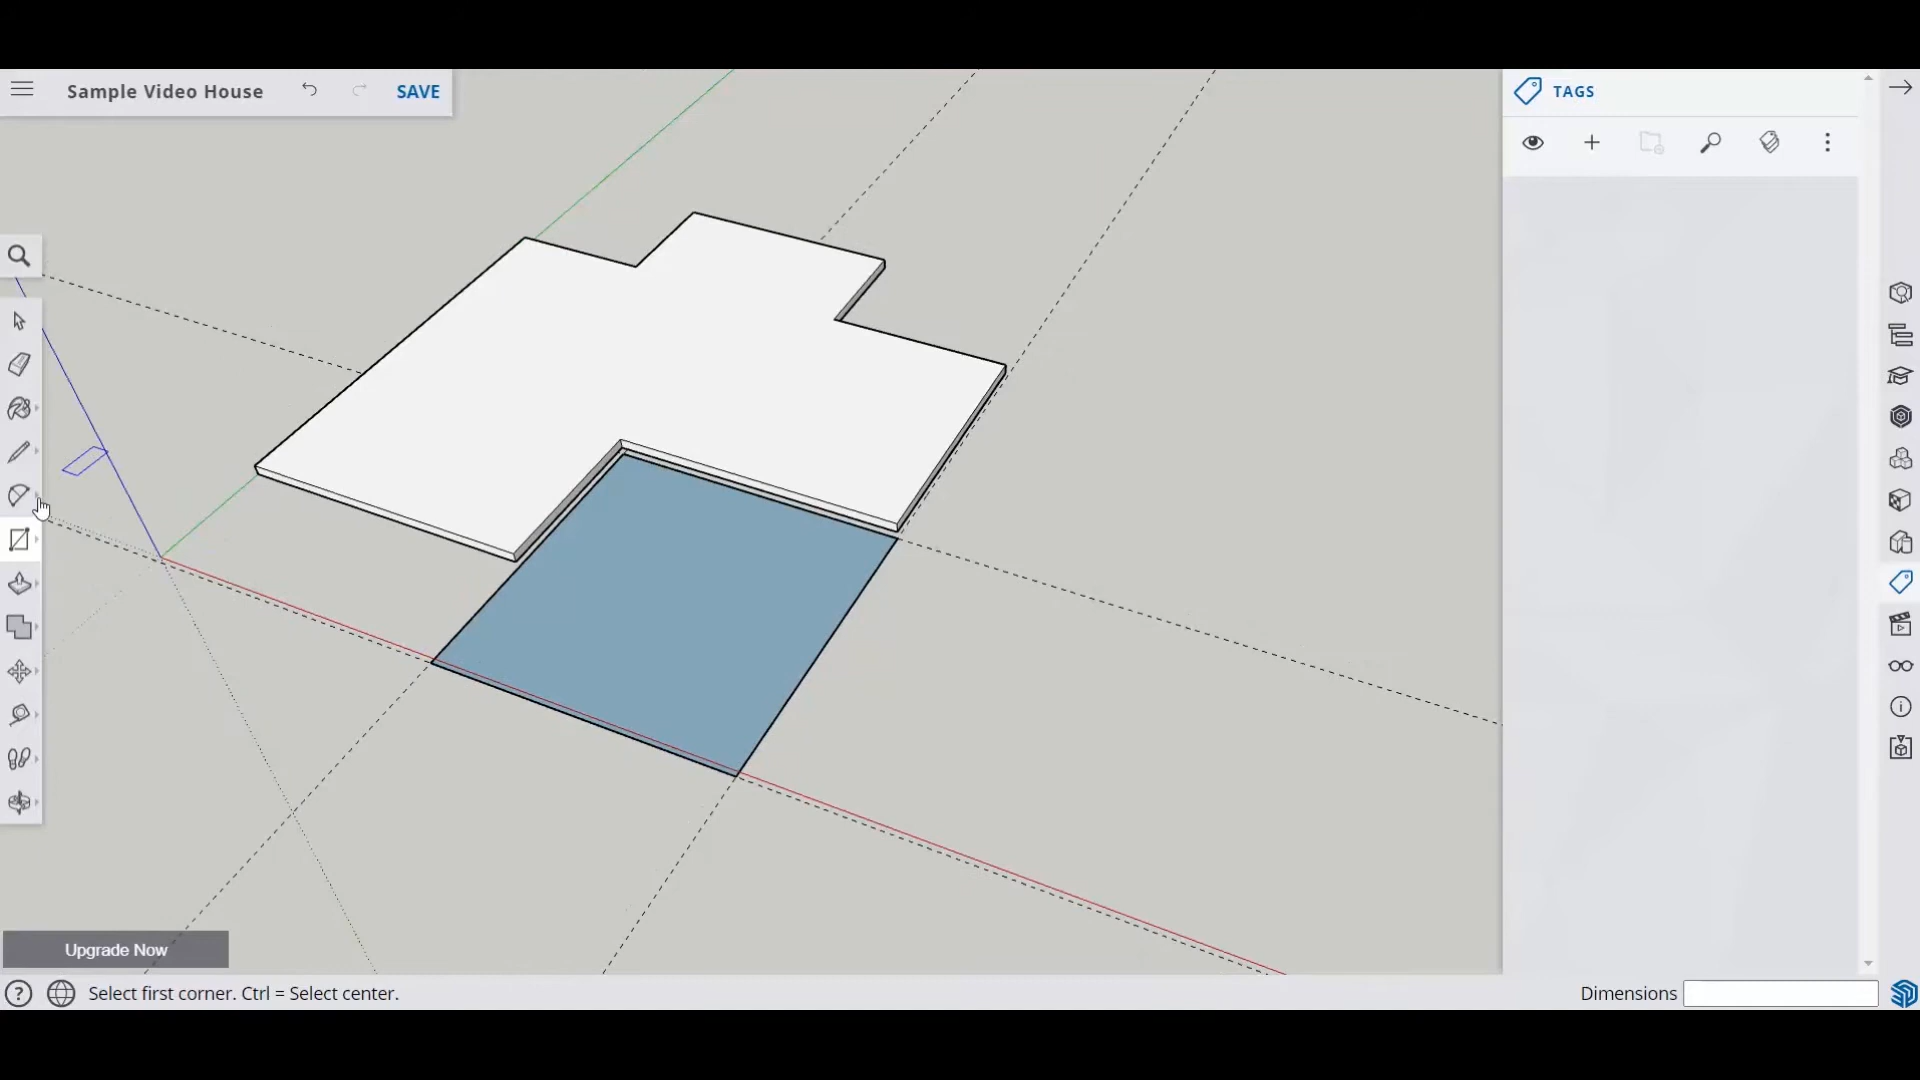 Sample Video House
SAVE
TAGS
Upgrade Now
Select first corner. Ctrl = Select center.
Dimensions